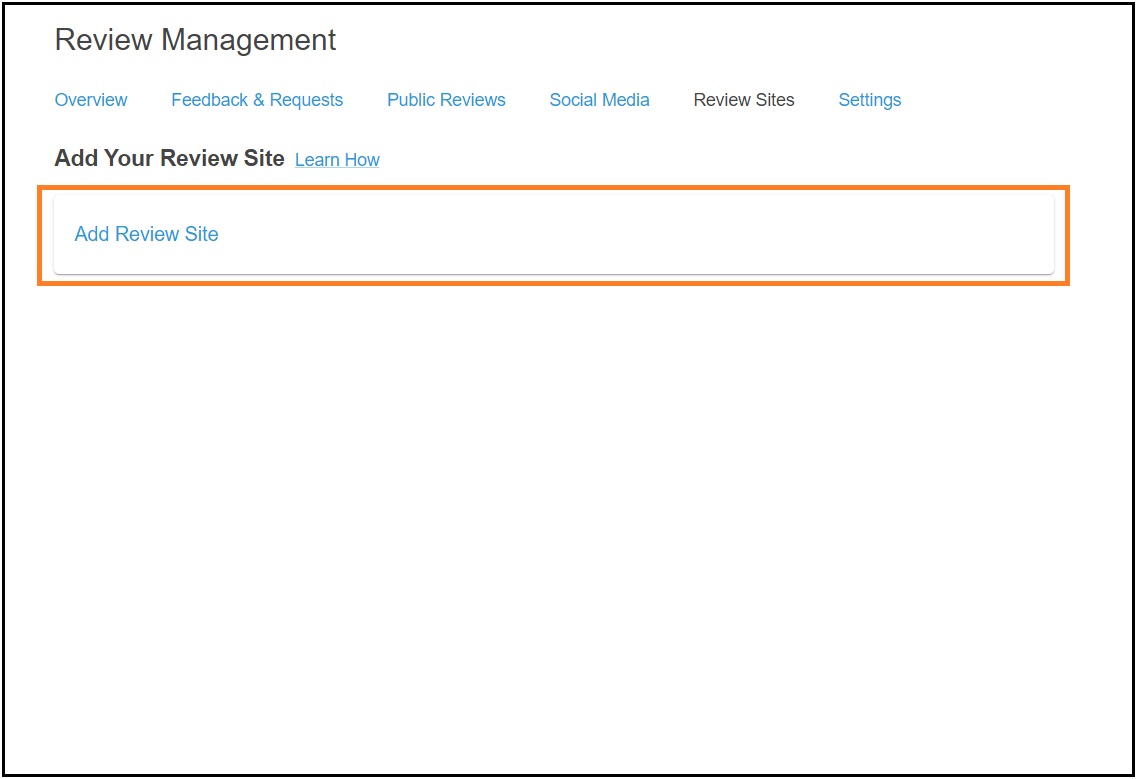 Review Management
Overview Feedback & Requests Public Reviews Social Media Review Sites Settings
Add Your Review Site Learn How
Add Review Site